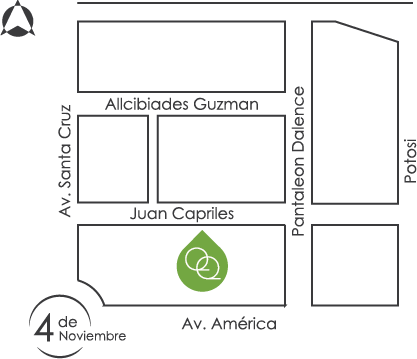 Allcibiades Guzman
Av. Santa Cruz
Pantaleon Dalence
Potosi
Juan Capriles
Av. América
4 de
Noviembre